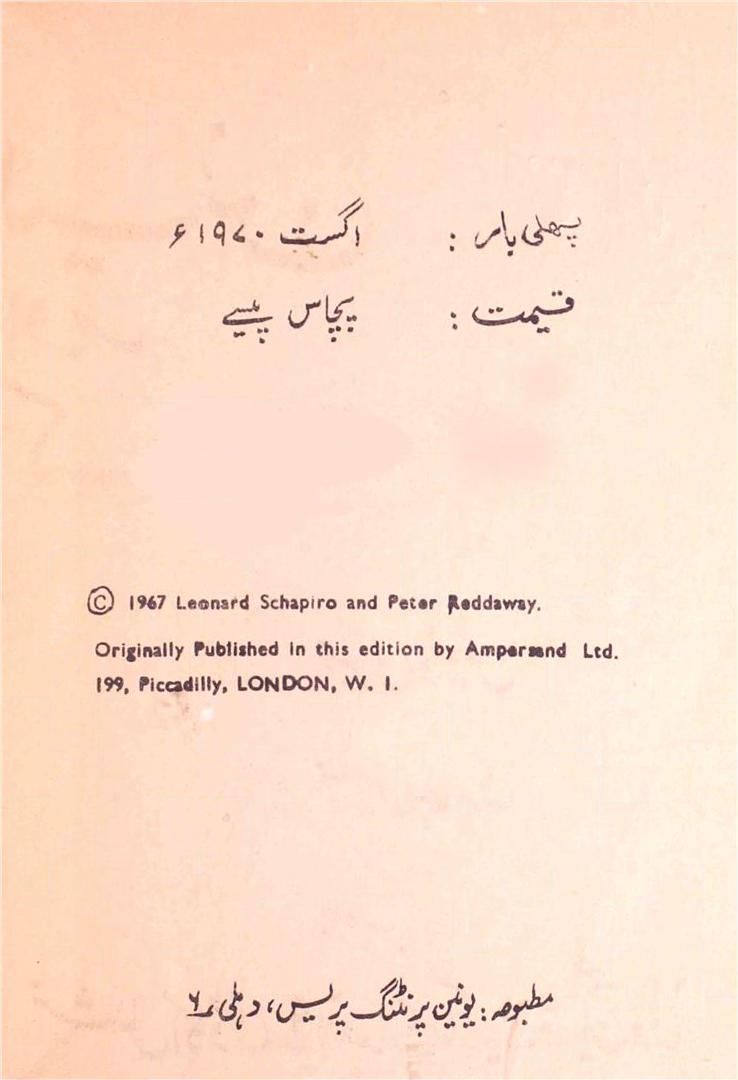 پہلی بار : اگست ۱۹۷۰ء
قیمت : پچاس پیسے
© 1967 Leonard Schapiro and Peter Reddaway.
Originally Published in this edition by Ampersand Ltd.
199, Piccadilly, LONDON, W. I.
مطبوعہ: یونین پرنٹنگ پریس، دہلی ۶